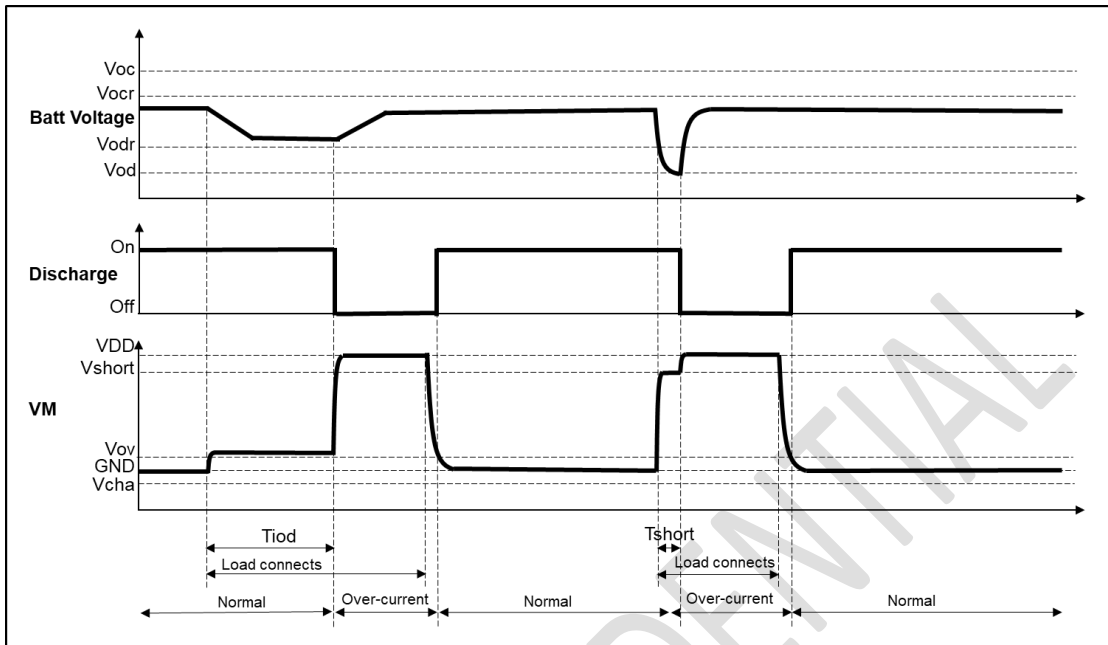 Voc
Vocr
Batt Voltage
Vodr
Vod
On
Discharge
Off
VDD
Vshort
VM
Vov
GND
Vcha
Tiod Tshort
Load connects Load connects
Normal Over-current Normal Over-current Normal
DENTIAL